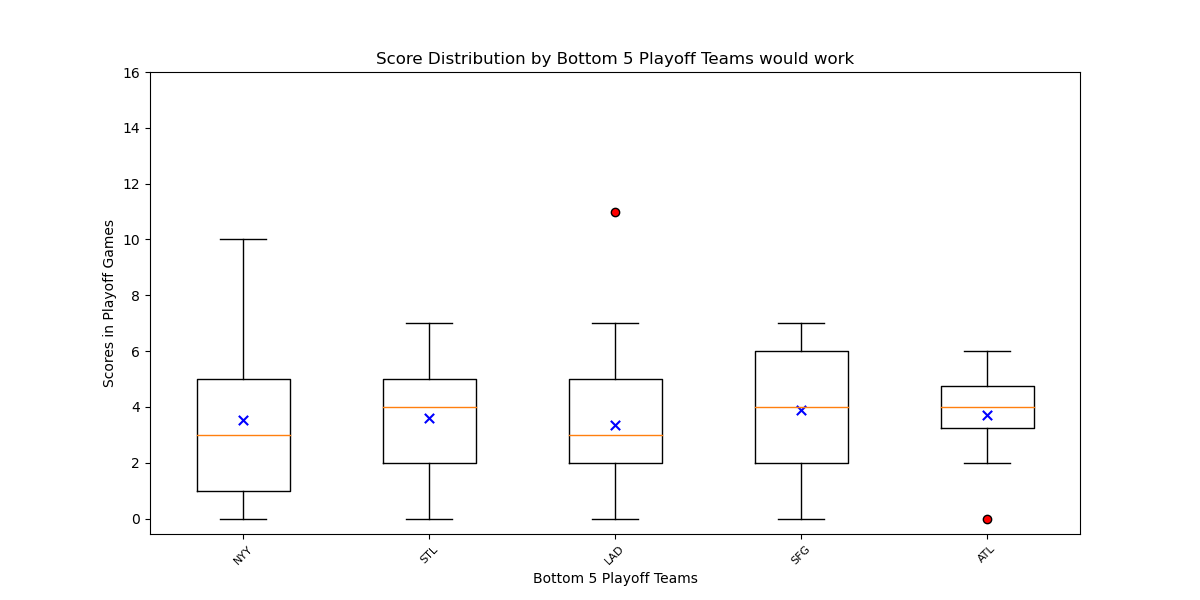 Score Distribution by Bottom 5 Playoff Teams would work
Scores in Playoff Games
16
14
12
10
8
6
4
2
0
NYY
STL
LAD
SFG
ATL
Bottom 5 Playoff Teams